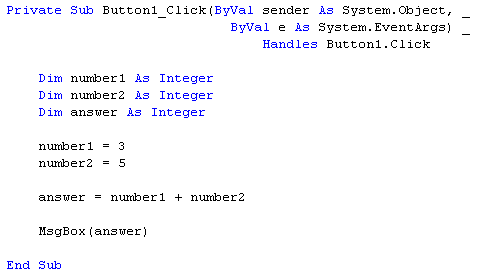 Private Sub Button1_Click(ByVal sender As System.Object, _
ByVal e As System.EventArgs) _
Handles Button1.Click
Dim number1 As Integer
Dim number2 As Integer
Dim answer As Integer
number1 = 3
number2 = 5
answer = number1 + number2
MsgBox(answer)
End Sub